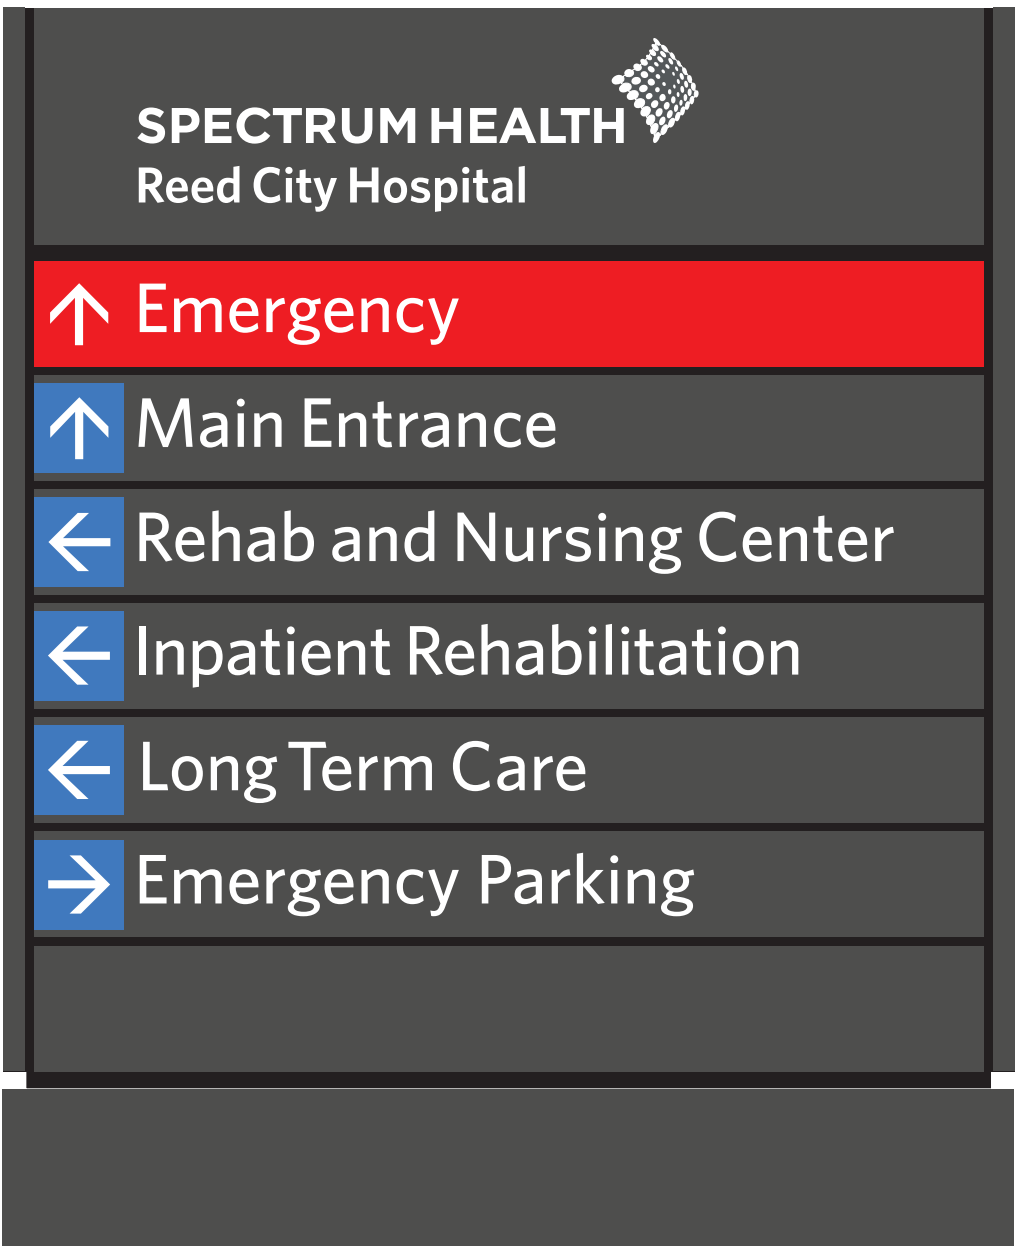 SPECTRUM HEALTH
Reed City Hospital
Emergency
Main Entrance
Rehab and Nursing Center
Inpatient Rehabilitation
Long Term Care
Emergency Parking